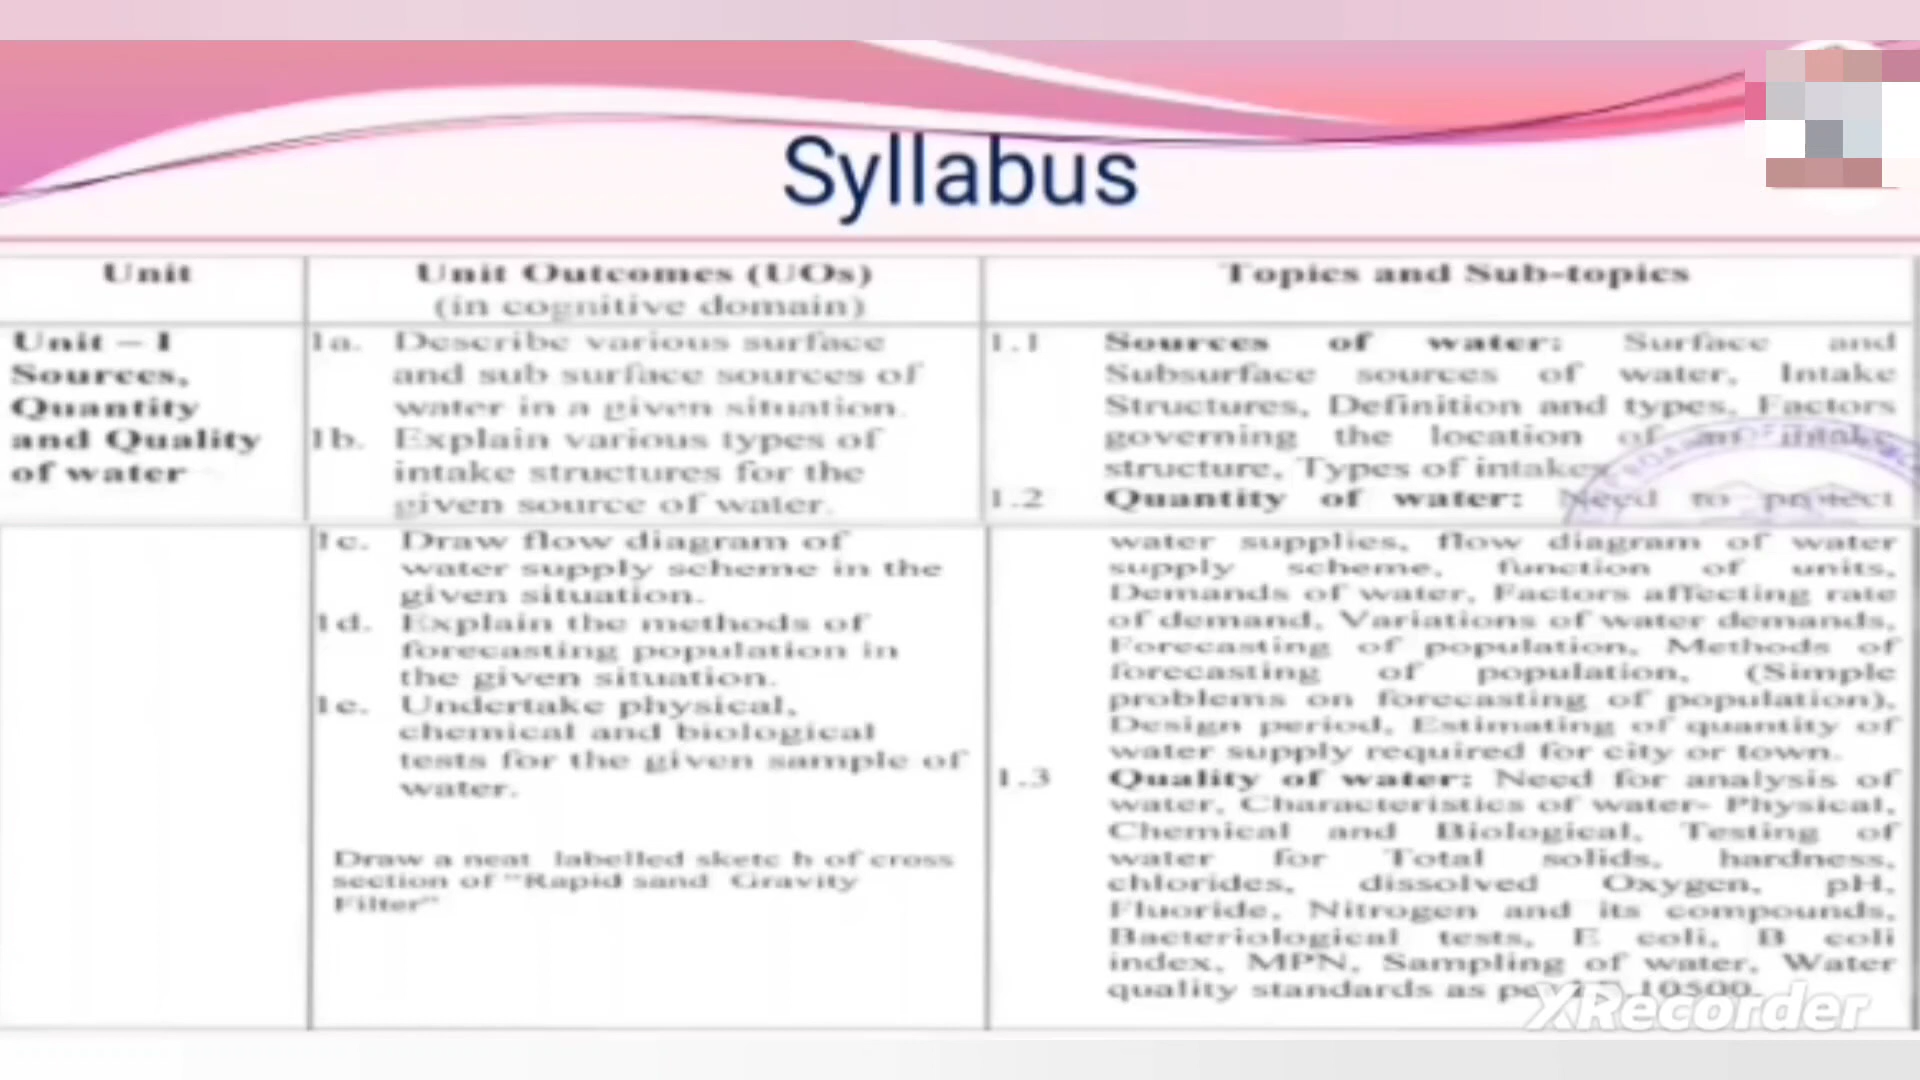 Syllabus
Unit
Unit Outcomes (UOs)
(in cognitive domain)
Topics and Sub-topics
Unit – I
Sources,
Quantity
and Quality
of water
1a. Describe various surface
and sub surface sources of
water in a given situation.
1b. Explain various types of
intake structures for the
given source of water.
1.1 Sources of water: Surface and
Subsurface sources of water, Intake
Structures, Definition and types, Factors
governing the location of an intake
structure, Types of intakes
1.2 Quantity of water: Need to protect
1c. Draw flow diagram of
water supply scheme in the
given situation.
1d. Explain the methods of
forecasting population in
the given situation.
1e. Undertake physical,
chemical and biological
tests for the given sample of
water.
Draw a neat labelled sketc h of cross
section of "Rapid sand Gravity
Filter"
water supplies, flow diagram of water
supply scheme, function of units,
Demands of water, Factors affecting rate
of demand, Variations of water demands,
Forecasting of population, Methods of
forecasting of population, (Simple
problems on forecasting of population),
Design period, Estimating of quantity of
water supply required for city or town.
1.3 Quality of water: Need for analysis of
water, Characteristics of water- Physical,
Chemical and Biological, Testing of
water for Total solids, hardness,
chlorides, dissolved Oxygen, pH,
Fluoride, Nitrogen and its compounds,
Bacteriological tests, E coli, B coli
index, MPN, Sampling of water, Water
quality standards as per 10500.
XRecorder